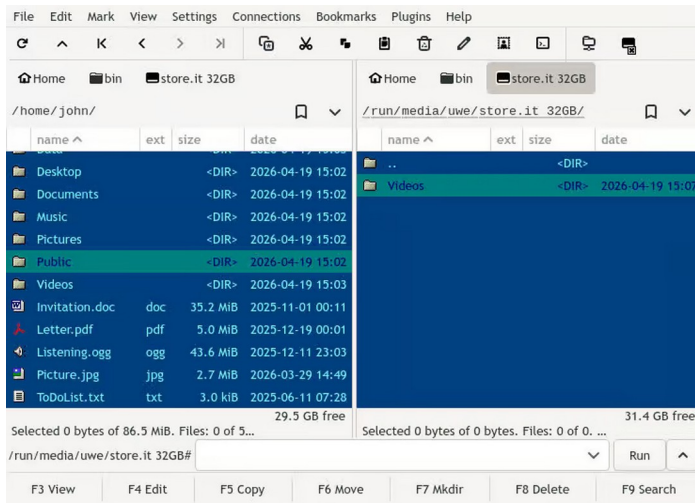 File Edit Mark View Settings Connections Bookmarks Plugins Help
Home bin store.it 32GB Home bin store.it 32GB
/home/john/ /run/media/uwe/store.it 32GB/
name ext size date name ext size date
.. <DIR>
Desktop <DIR> 2026-04-19 15:02 Videos <DIR> 2026-04-19 15:07
Documents <DIR> 2026-04-19 15:02
Music <DIR> 2026-04-19 15:02
Pictures <DIR> 2026-04-19 15:02
Public <DIR> 2026-04-19 15:02
Videos <DIR> 2026-04-19 15:03
Invitation.doc doc 35.2 MiB 2025-11-01 00:11
Letter.pdf pdf 5.0 MiB 2025-12-19 00:01
Listening.ogg ogg 43.6 MiB 2025-12-11 23:03
Picture.jpg jpg 2.7 MiB 2026-03-29 14:49
ToDoList.txt txt 3.0 kiB 2025-06-11 07:28
29.5 GB free 31.4 GB free
Selected 0 bytes of 86.5 MiB. Files: 0 of 5... Selected 0 bytes of 0 bytes. Files: 0 of 0. ...
/run/media/uwe/store.it 32GB# Run
F3 View F4 Edit F5 Copy F6 Move F7 Mkdir F8 Delete F9 Search